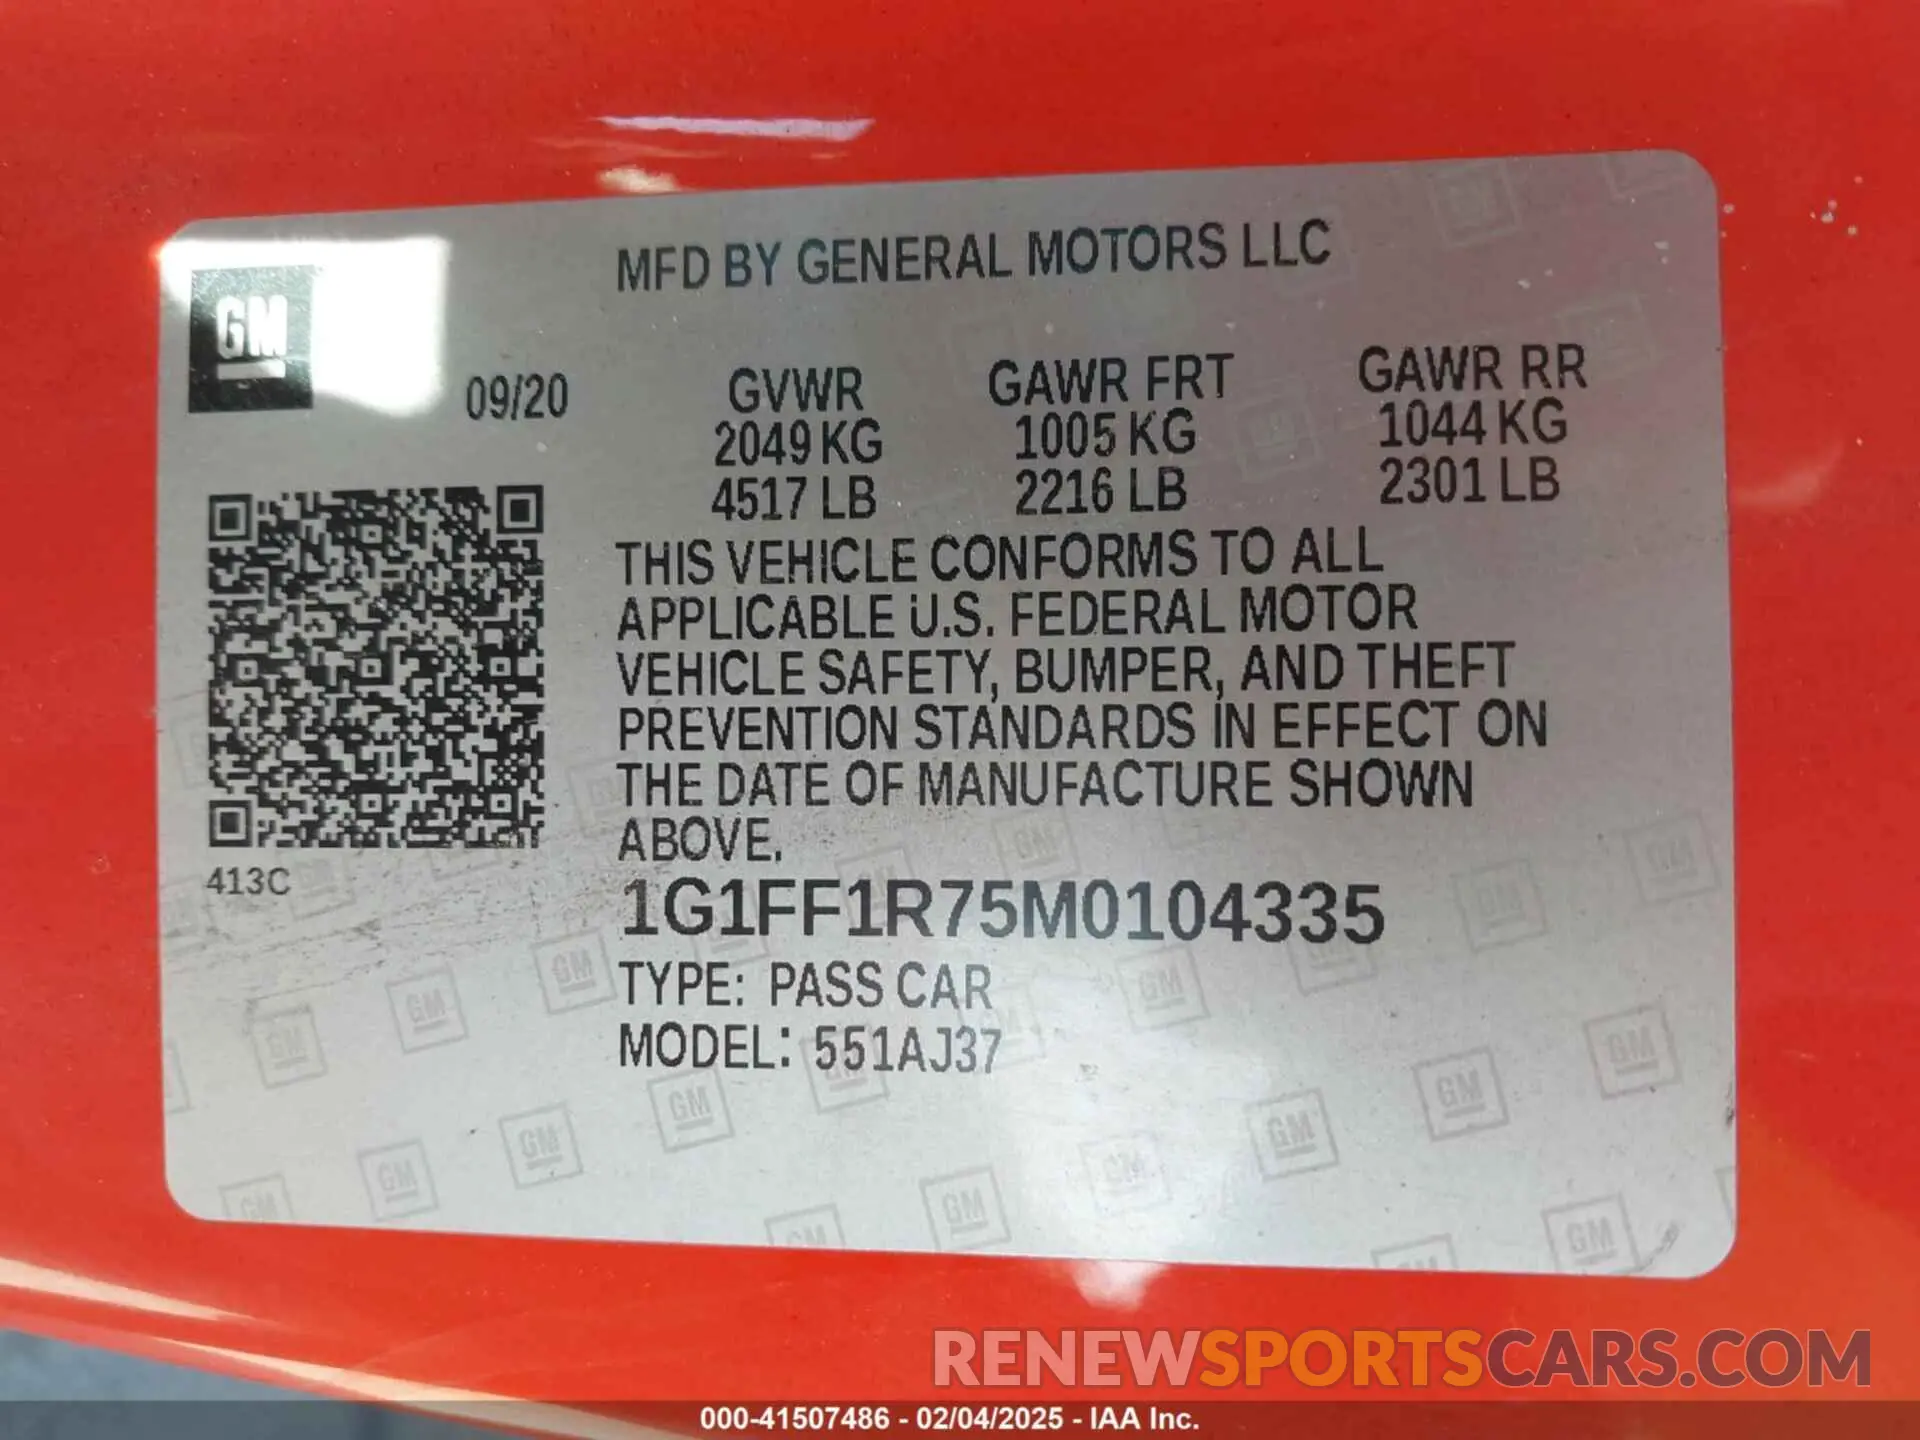 MFD BY GENERAL MOTORS LLC
GM
09/20
GVWR GAWR FRT GAWR RR
2049 KG 1005 KG 1044 KG
4517 LB 2216 LB 2301 LB
THIS VEHICLE CONFORMS TO ALL
APPLICABLE U.S. FEDERAL MOTOR
VEHICLE SAFETY, BUMPER, AND THEFT
PREVENTION STANDARDS IN EFFECT ON
THE DATE OF MANUFACTURE SHOWN
ABOVE.
413C
1G1FF1R75M0104335
TYPE: PASS CAR
MODEL: 551AJ37
RENEWSPORTSCARS.COM
000-41507486 - 02/04/2025 - IAA Inc.